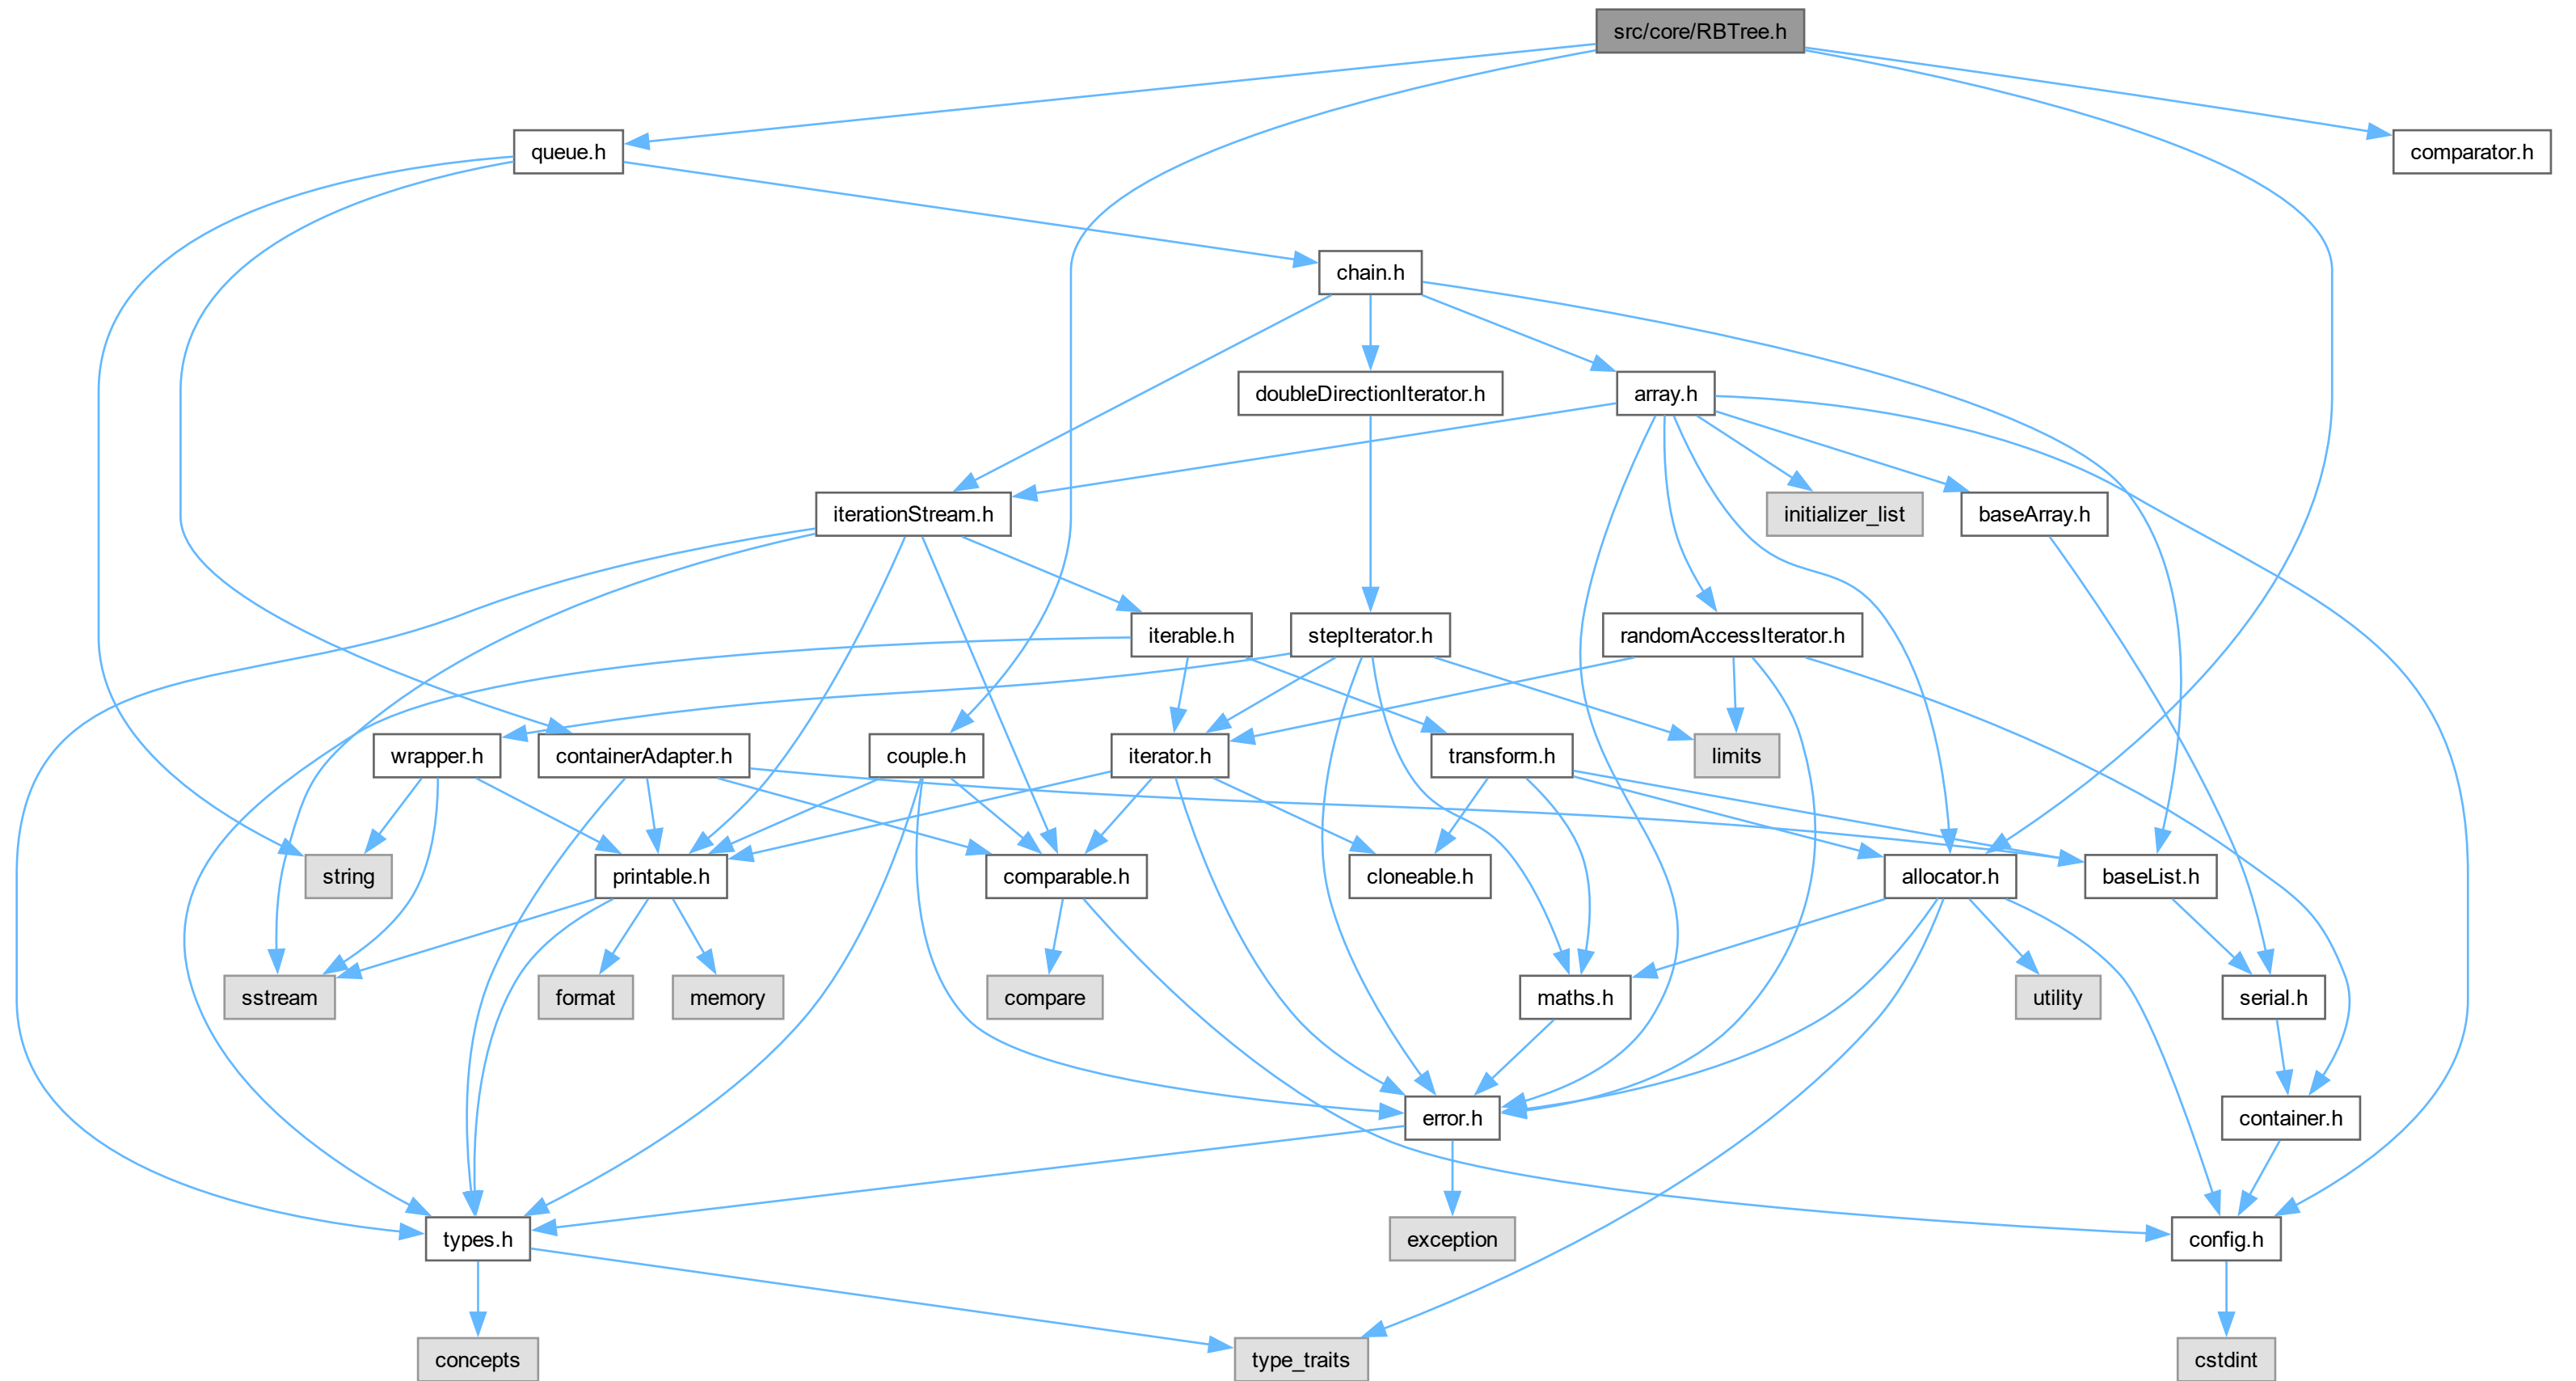 src/core/RBTree.h
queue.h
comparator.h
chain.h
doubleDirectionIterator.h
array.h
iterationStream.h
initializer_list
baseArray.h
iterable.h
stepIterator.h
randomAccessIterator.h
wrapper.h
containerAdapter.h
couple.h
iterator.h
transform.h
limits
string
printable.h
comparable.h
cloneable.h
allocator.h
baseList.h
sstream
format
memory
compare
maths.h
utility
serial.h
error.h
container.h
types.h
exception
config.h
concepts
type_traits
cstdint